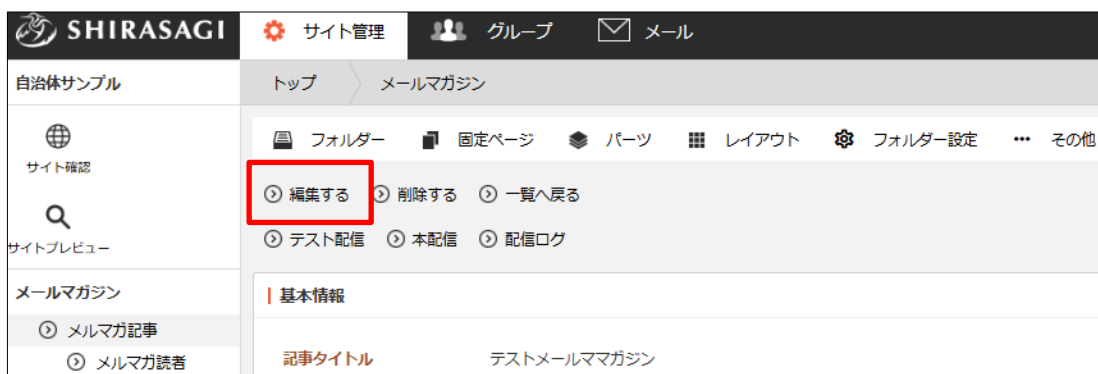 SHIRASAGI サイト管理 グループ メール
自治体サンプル トップ メールマガジン
フォルダー 固定ページ パーツ レイアウト フォルダー設定 その他
サイト確認
編集する 削除する 一覧へ戻る
サイトプレビュー
テスト配信 本配信 配信ログ
メールマガジン 基本情報
メルマガ記事
メルマガ読者 記事タイトル テストメールママガジン